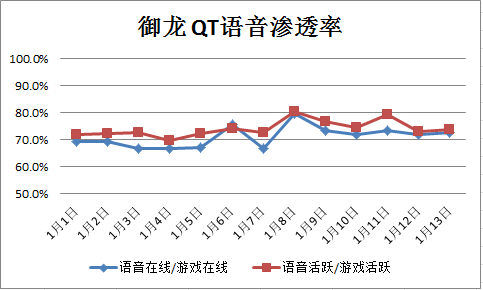 御龙 QT语音渗透率
100.0%
90.0%
80.0%
70.0%
60.0%
50.0%
1月1日
1月2日
1月3日
1月4日
1月5日
1月6日
1月7日
1月8日
1月9日
1月10日
1月11日
1月12日
1月13日
语音在线/游戏在线
语音活跃/游戏活跃